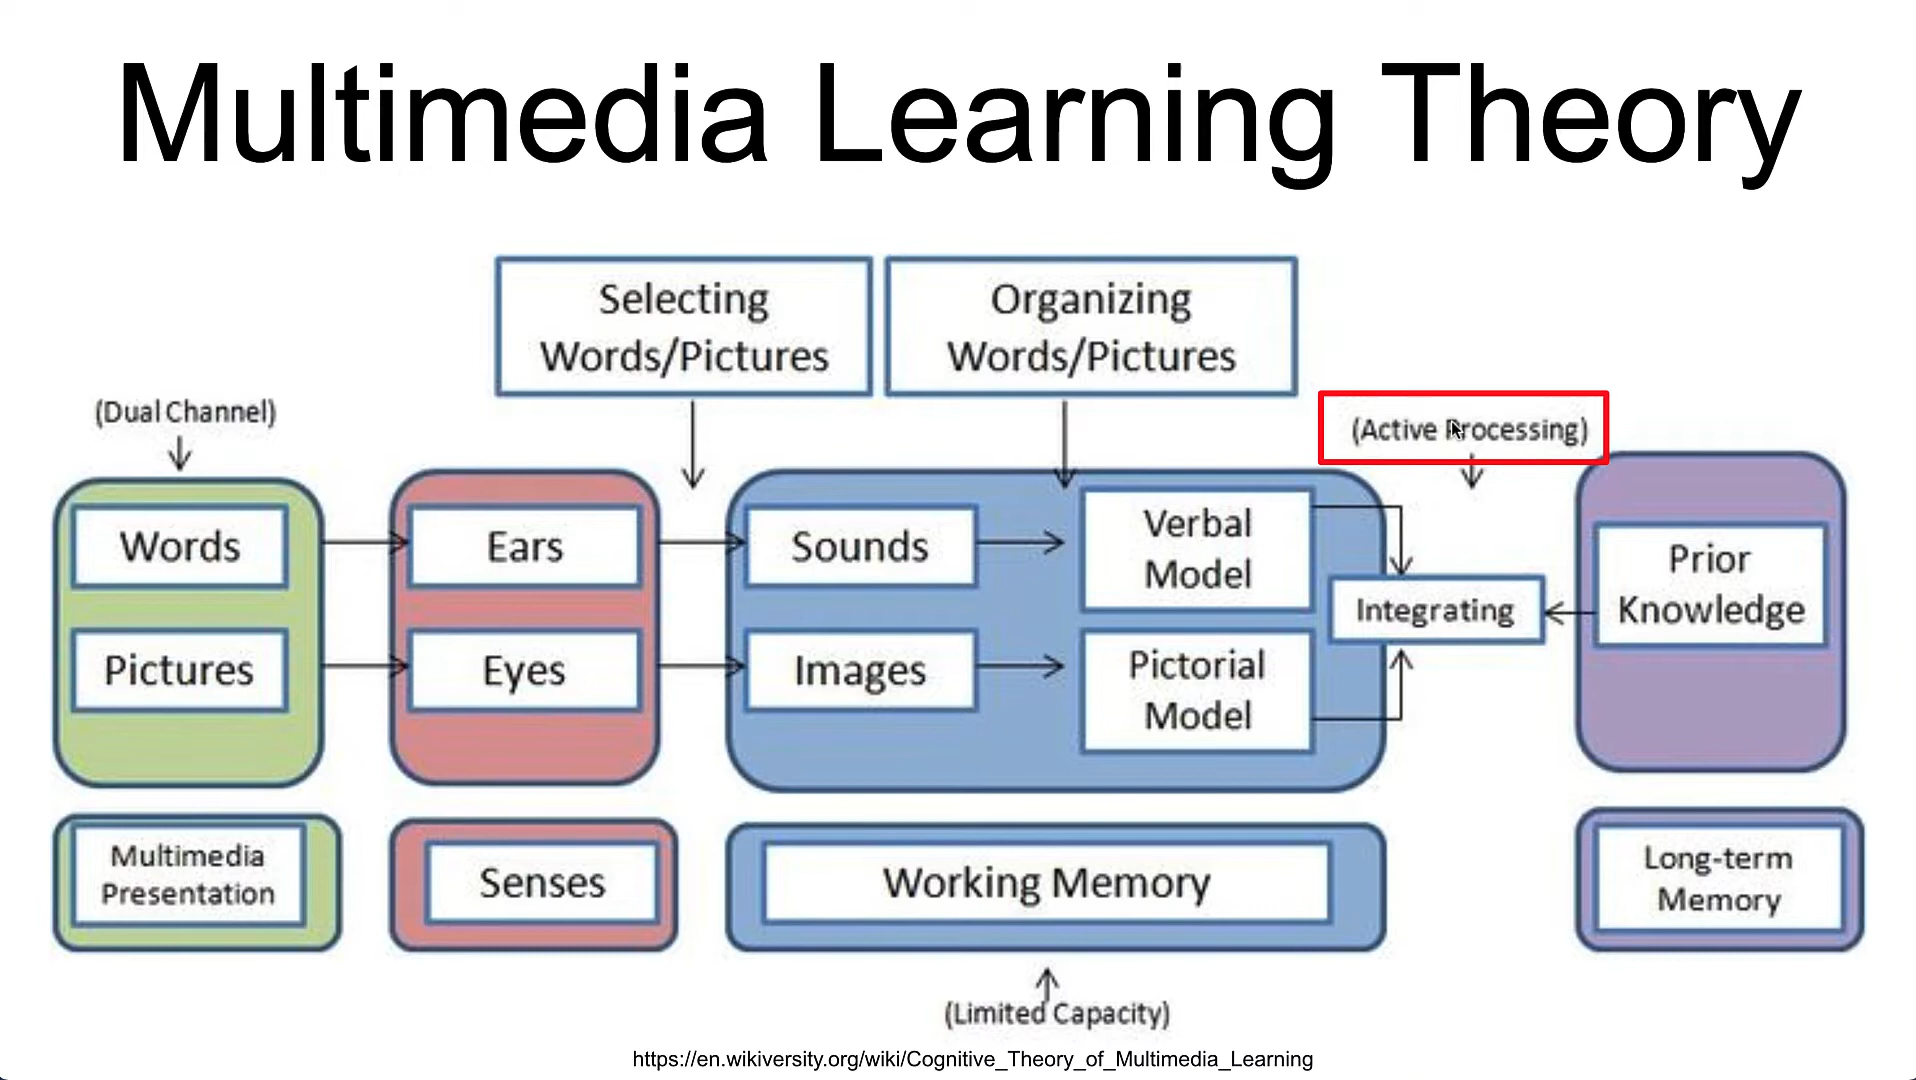 Multimedia Learning Theory
Selecting
Words/Pictures
Organizing
Words/Pictures
(Dual Channel)
(Active Processing)
Words
Ears
Sounds
Verbal
Model
Prior
Knowledge
Integrating
Pictures
Eyes
Images
Pictorial
Model
Multimedia
Presentation
Senses
Working Memory
Long-term
Memory
(Limited Capacity)
https://en.wikiversity.org/wiki/Cognitive_Theory_of_Multimedia_Learning